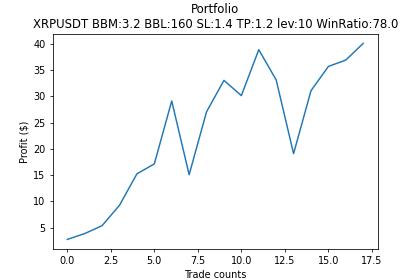 Portfolio
XRPUSDT BBM:3.2 BBL:160 SL:1.4 TP:1.2 lev:10 WinRatio:78.0
Profit ($)
40
35
30
25
20
15
10
5
0.0 2.5 5.0 7.5 10.0 12.5 15.0 17.5
Trade counts